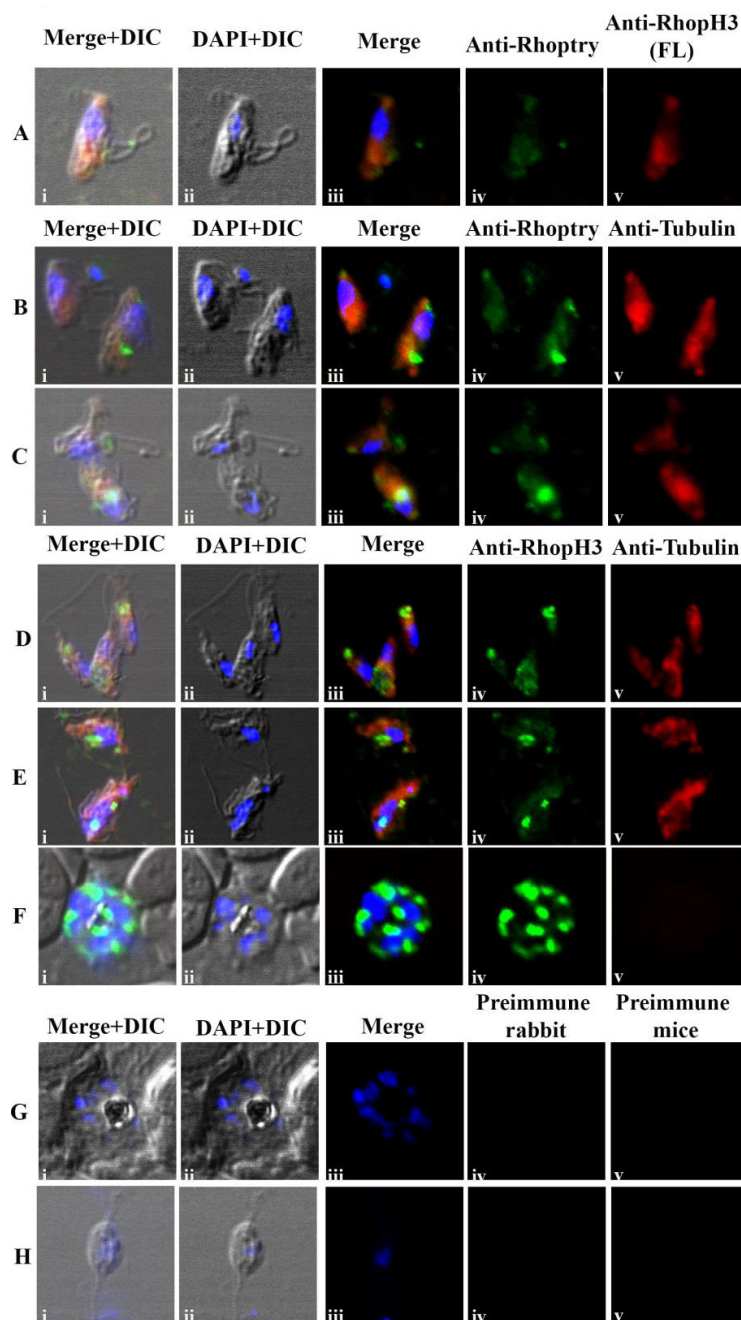 Merge+DIC DAPI+DIC Merge Anti-Rhoptry Anti-RhopH3 (FL)
A i ii iii iv v
Merge+DIC DAPI+DIC Merge Anti-Rhoptry Anti-Tubulin
B i ii iii iv v
C i ii iii iv v
Merge+DIC DAPI+DIC Merge Anti-RhopH3 Anti-Tubulin
D i ii iii iv v
E i ii iii iv v
F i ii iii iv v
Merge+DIC DAPI+DIC Merge Preimmune rabbit Preimmune mice
G i ii iii iv v
H i ii iii iv v